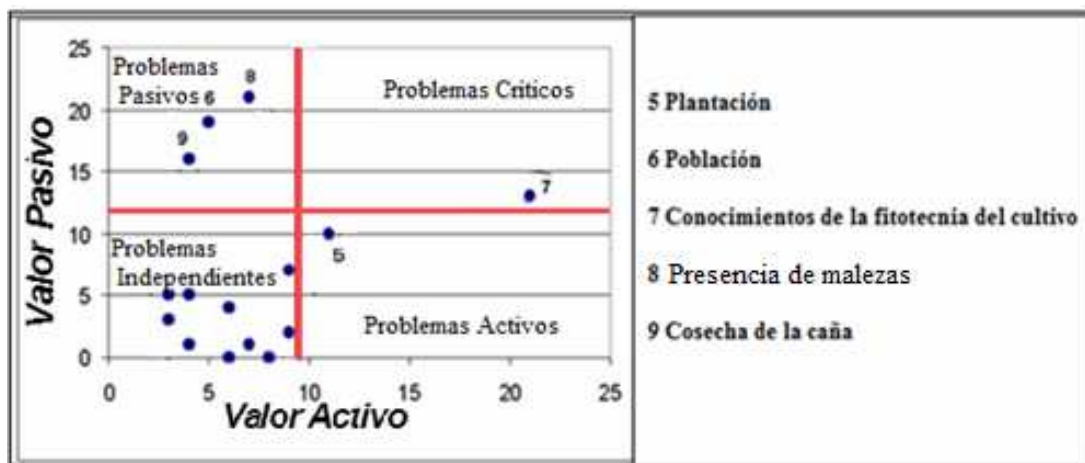 25
20
15
10
5
0
Valor Pasivo
Problemas
Pasivos
6
8
9
Problemas Criticos
7
Problemas
Independientes
5
Problemas Activos
0
5
10
15
20
25
Valor Activo
5 Plantación
6 Población
7 Conocimientos de la fitotecnia del cultivo
8 Presencia de malezas
9 Cosecha de la caña